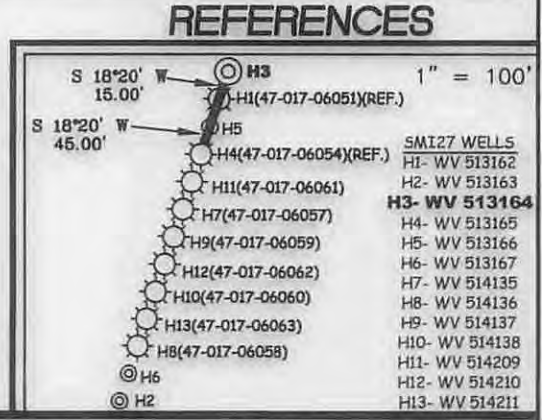 REFERENCES
S 18°20' W
15.00'
S 18°20' W
45.00'
H3
H1(47-017-06051)(REF.)
H5
H4(47-017-06054)(REF.)
H11(47-017-06061)
H7(47-017-06057)
H9(47-017-06059)
H12(47-017-06062)
H10(47-017-06060)
H13(47-017-06063)
H8(47-017-06058)
H6
H2
1" = 100'
SMI27 WELLS
H1- WV 513162
H2- WV 513163
H3- WV 513164
H4- WV 513165
H5- WV 513166
H6- WV 513167
H7- WV 514135
H8- WV 514136
H9- WV 514137
H10- WV 514138
H11- WV 514209
H12- WV 514210
H13- WV 514211